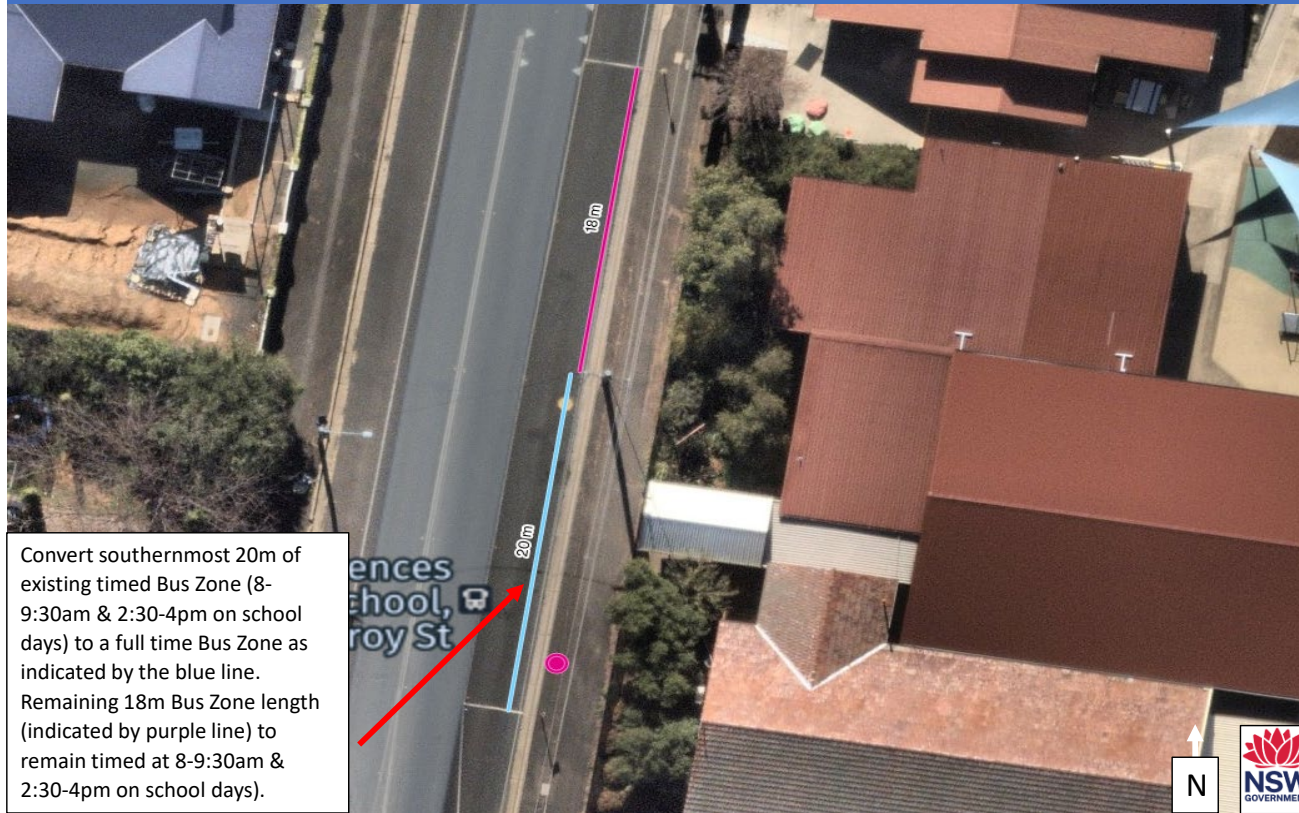 18 m
20 m
ences
chool,
roy St
Convert southernmost 20m of
existing timed Bus Zone (8-
9:30am & 2:30-4pm on school
days) to a full time Bus Zone as
indicated by the blue line.
Remaining 18m Bus Zone length
(indicated by purple line) to
remain timed at 8-9:30am &
2:30-4pm on school days).
N
NSW
GOVERNMENT